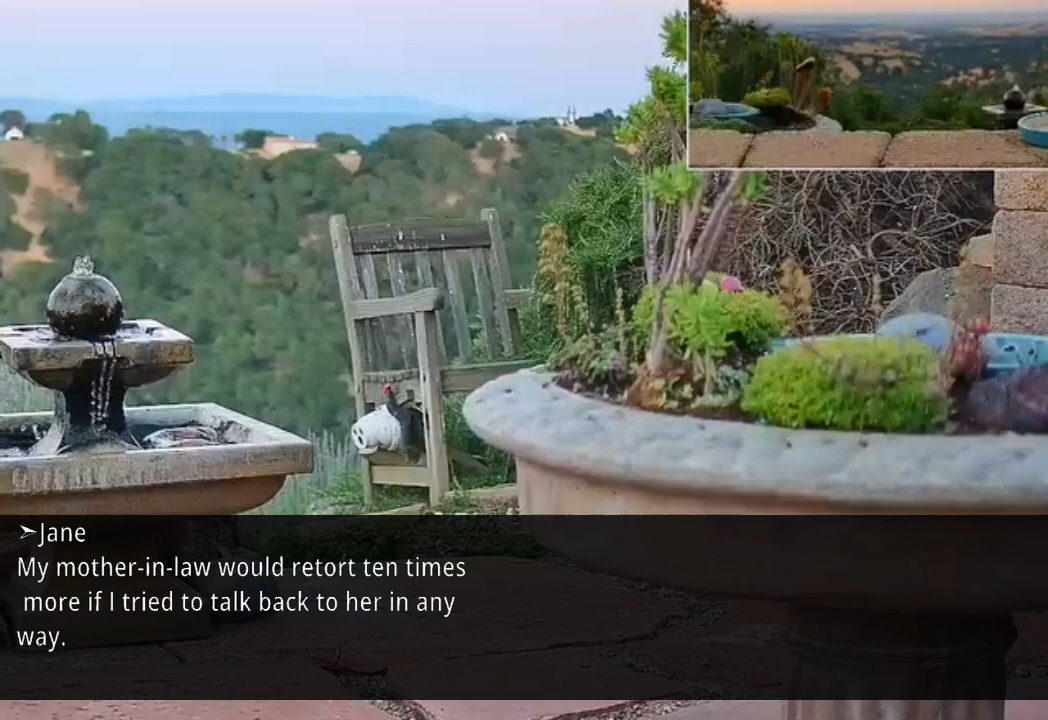 ➣Jane
My mother-in-law would retort ten times
more if I tried to talk back to her in any
way.